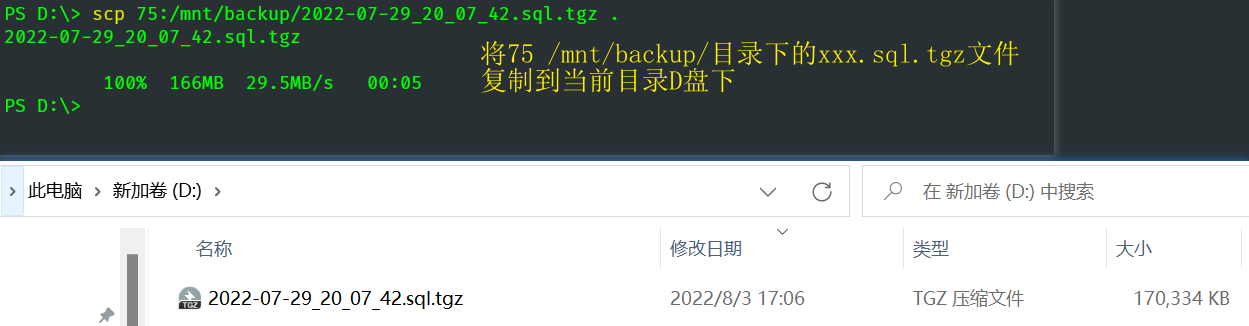 PS D:\> scp 75:/mnt/backup/2022-07-29_20_07_42.sql.tgz .
2022-07-29_20_07_42.sql.tgz
100% 166MB 29.5MB/s 00:05
PS D:\>
将75 /mnt/backup/目录下的xxx.sql.tgz文件
复制到当前目录D盘下
此电脑 > 新加卷 (D:) >
在 新加卷 (D:) 中搜索
名称 修改日期 类型 大小
TGZ 2022-07-29_20_07_42.sql.tgz 2022/8/3 17:06 TGZ 压缩文件 170,334 KB